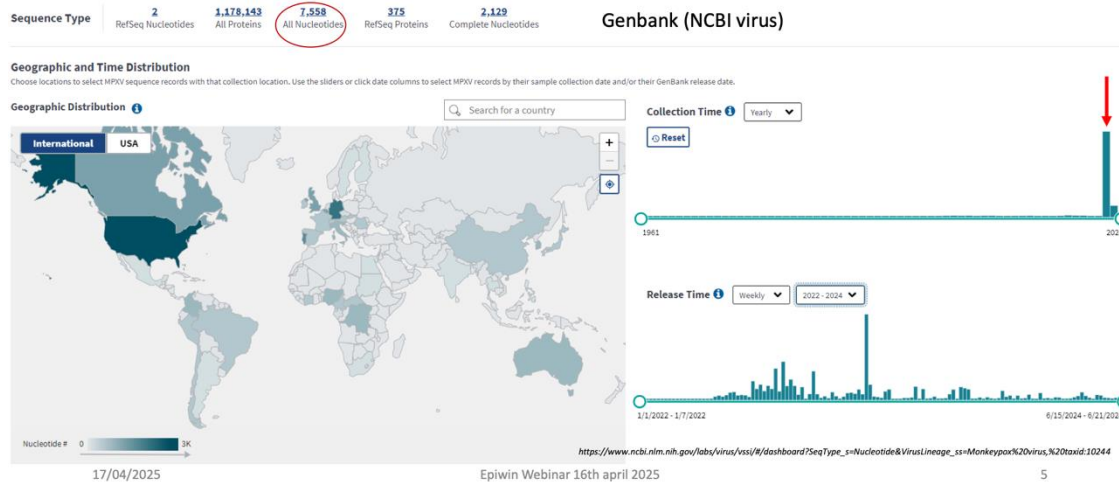 Sequence Type
2
RefSeq Nucleotides
1,178,143
All Proteins
7,558
All Nucleotides
375
RefSeq Proteins
2,129
Complete Nucleotides
Genbank (NCBI virus)
Geographic and Time Distribution
Choose locations to select MPXV sequence records with that collection location. Use the sliders or click date columns to select MPXV records by their sample collection date and/or their GenBank release date.
Geographic Distribution
Search for a country
International
USA
Nucleotide #
0
3K
Collection Time
Yearly
Reset
1961
202
Release Time
Weekly
2022 - 2024
1/1/2022 - 1/7/2022
6/15/2024 - 6/21/202
https://www.ncbi.nlm.nih.gov/labs/virus/vssi/#/dashboard?SeqType_s=Nucleotide&VirusLineage_ss=Monkeypox%20virus,%20taxid:10244
17/04/2025
Epiwin Webinar 16th april 2025
5